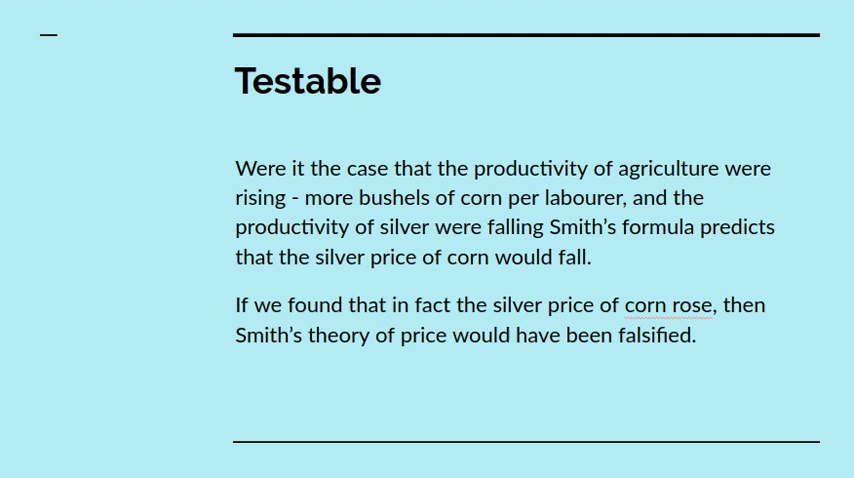 Testable
Were it the case that the productivity of agriculture were
rising - more bushels of corn per labourer, and the
productivity of silver were falling Smith’s formula predicts
that the silver price of corn would fall.
If we found that in fact the silver price of corn rose, then
Smith’s theory of price would have been falsified.